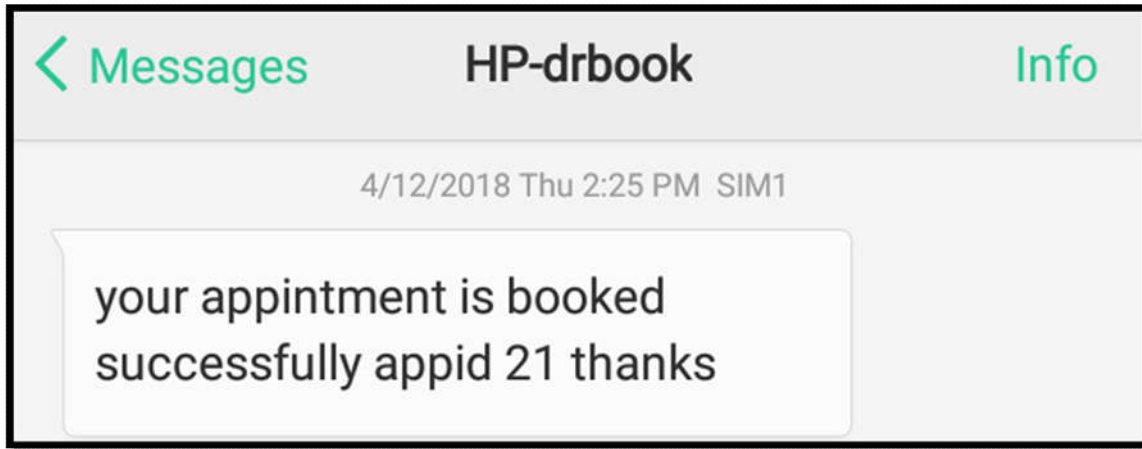 Messages HP-drbook Info
4/12/2018 Thu 2:25 PM SIM1
your appintment is booked
successfully appid 21 thanks